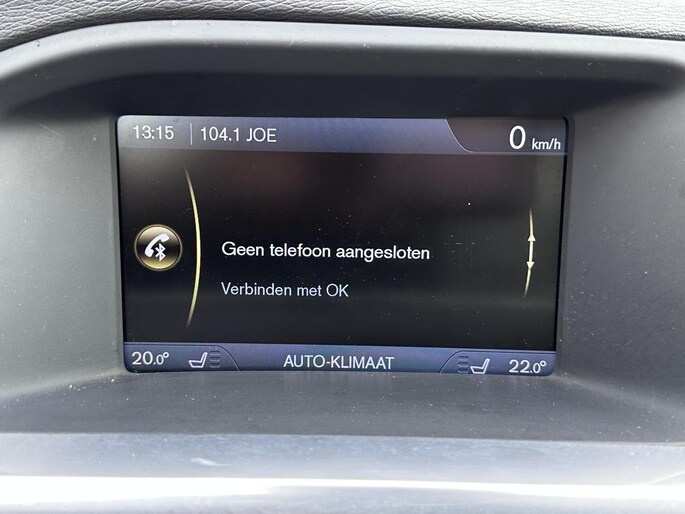 13:15 104.1 JOE 0 km/h
Geen telefoon aangesloten
Verbinden met OK
20.0° AUTO-KLIMAAT 22.0°